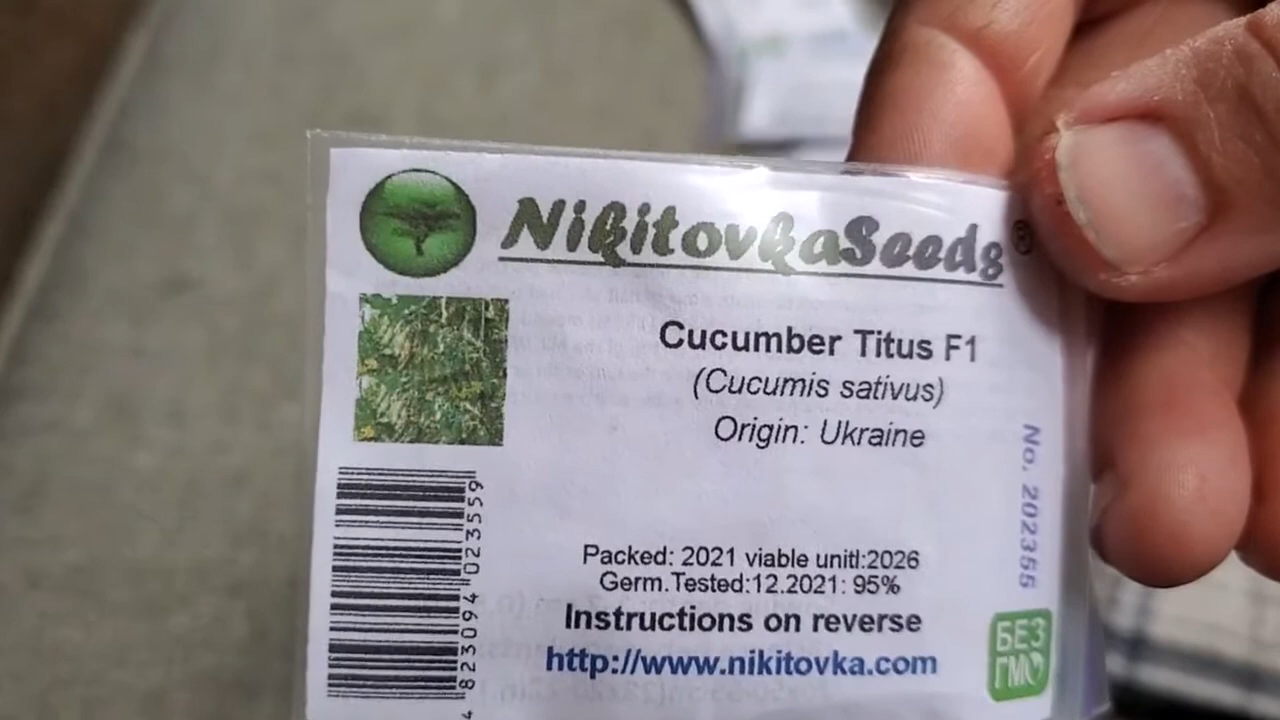 NikitovkaSeeds®
Cucumber Titus F1
(Cucumis sativus)
Origin: Ukraine
No. 202355
4 823094 023559
Packed: 2021 viable unitl:2026
Germ.Tested:12.2021: 95%
Instructions on reverse
http://www.nikitovka.com
БЕЗ
ГМО